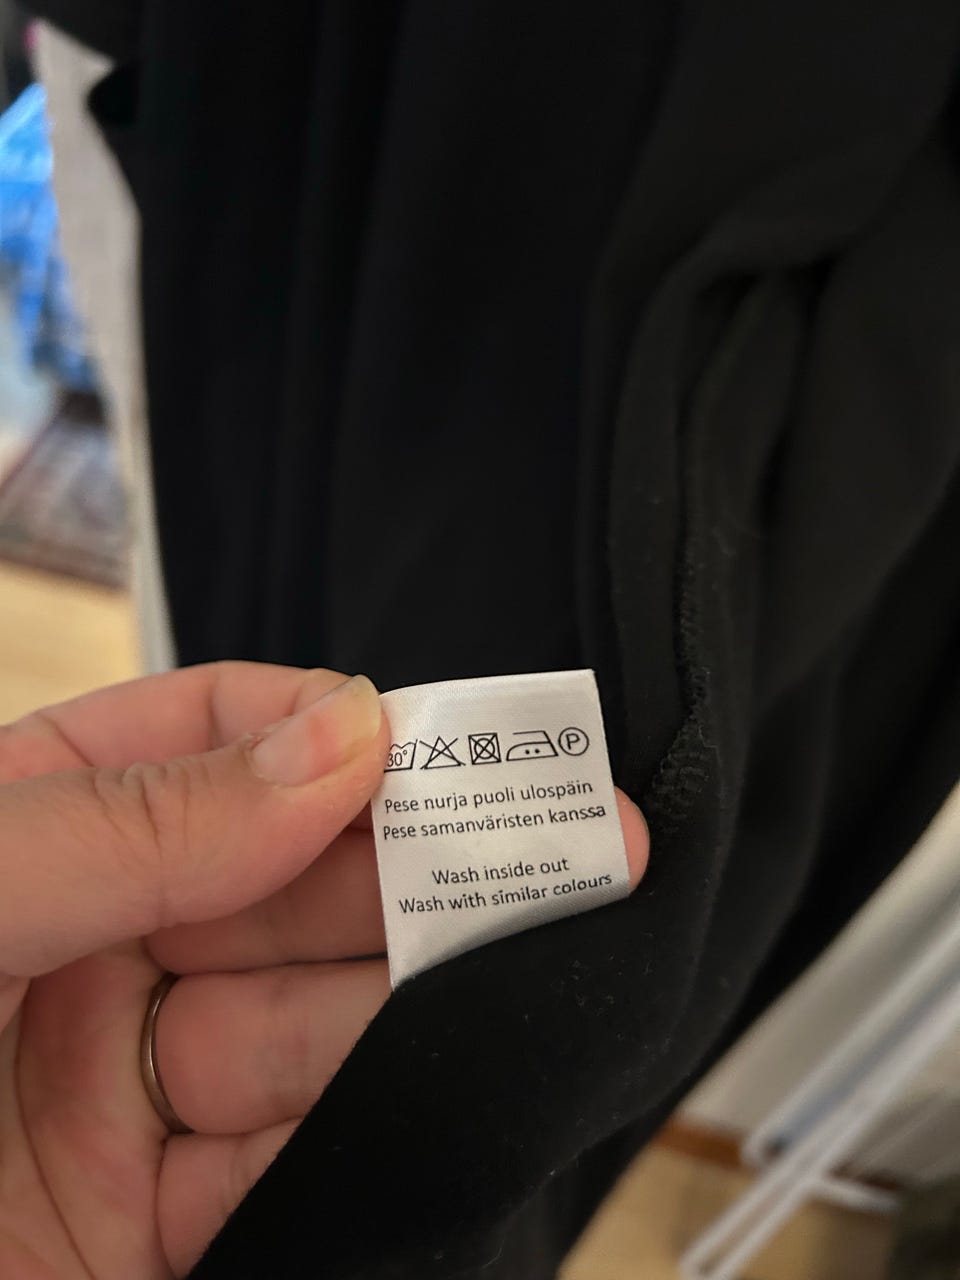 30°
P
Pese nurja puoli ulospäin
Pese samanväristen kanssa
Wash inside out
Wash with similar colours